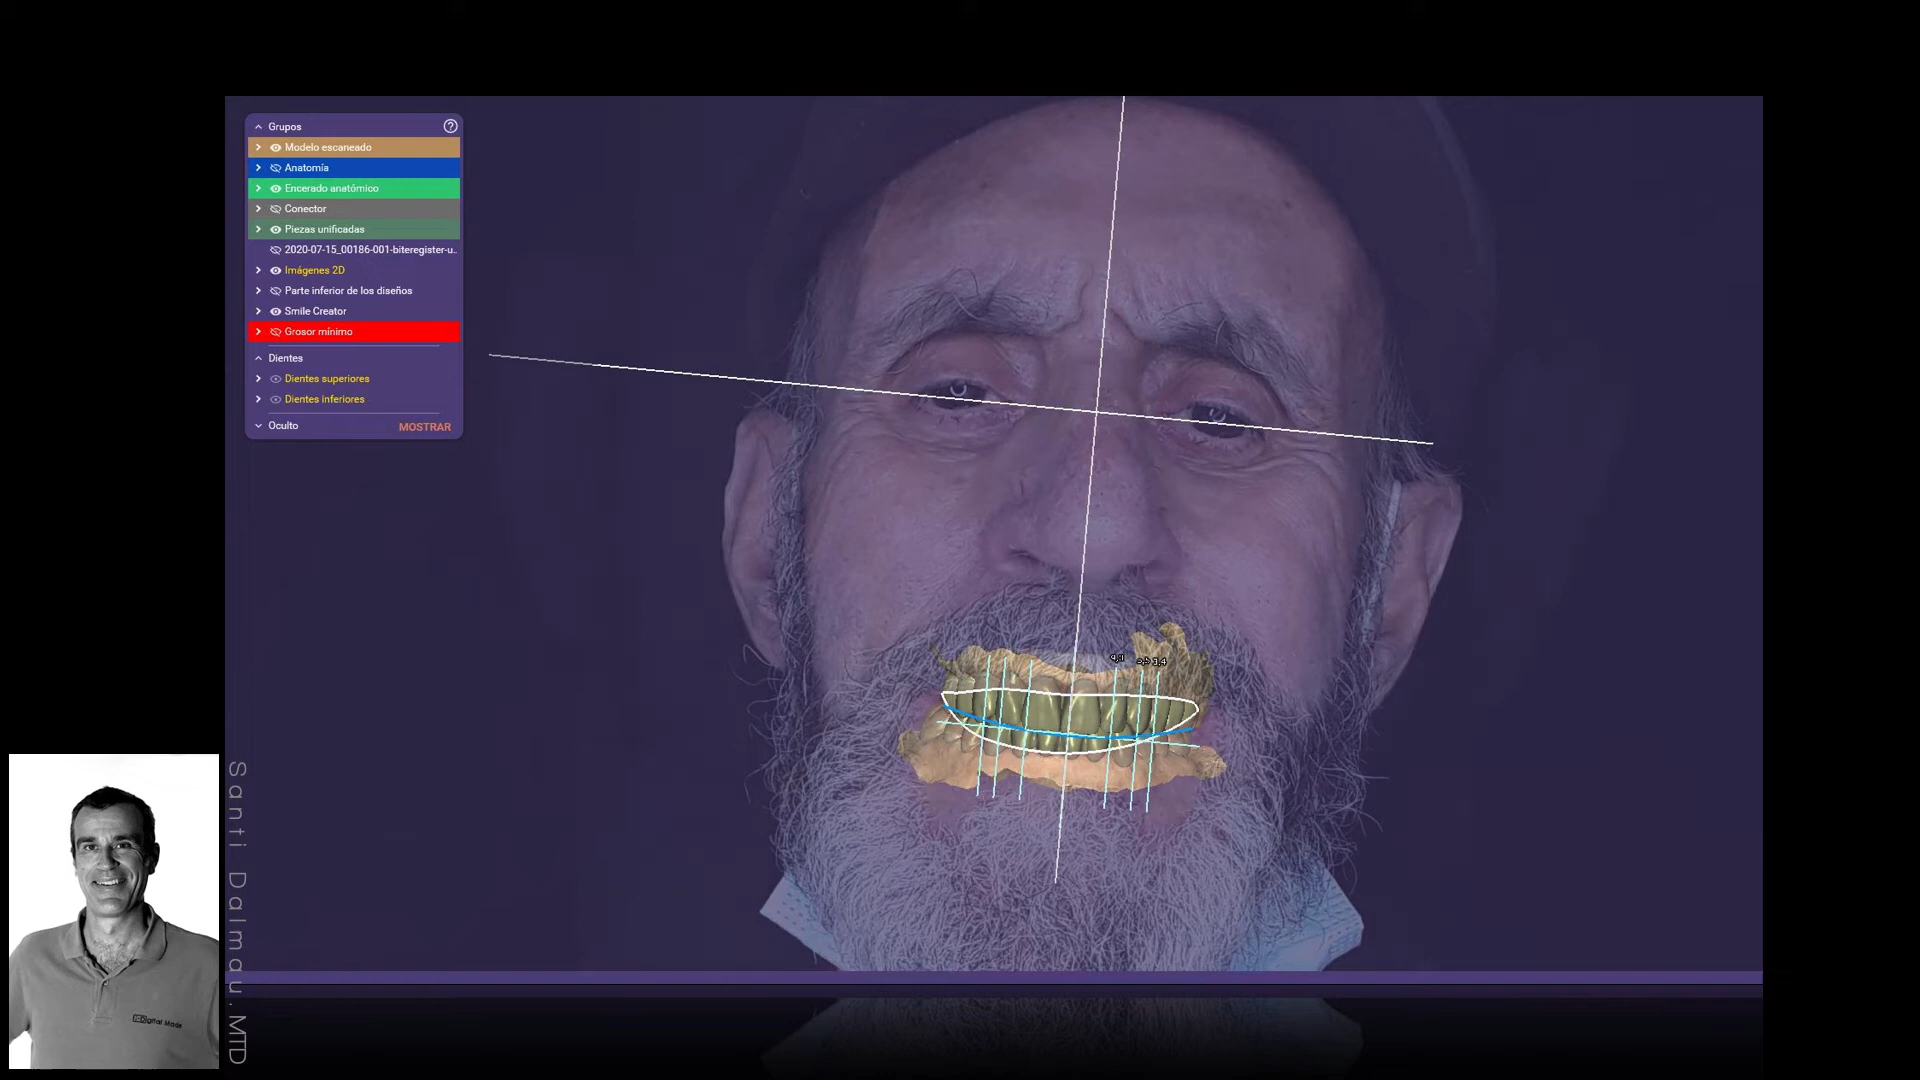 Grupos
Modelo escaneado
Anatomía
Encerado anatómico
Conector
Piezas unificadas
2020-07-15_00186-001-biteregister-u..
Imágenes 2D
Parte inferior de los diseños
Smile Creator
Grosor mínimo
Dientes
Dientes superiores
Dientes inferiores
Oculto MOSTRAR
Santi Dalmau.MTD